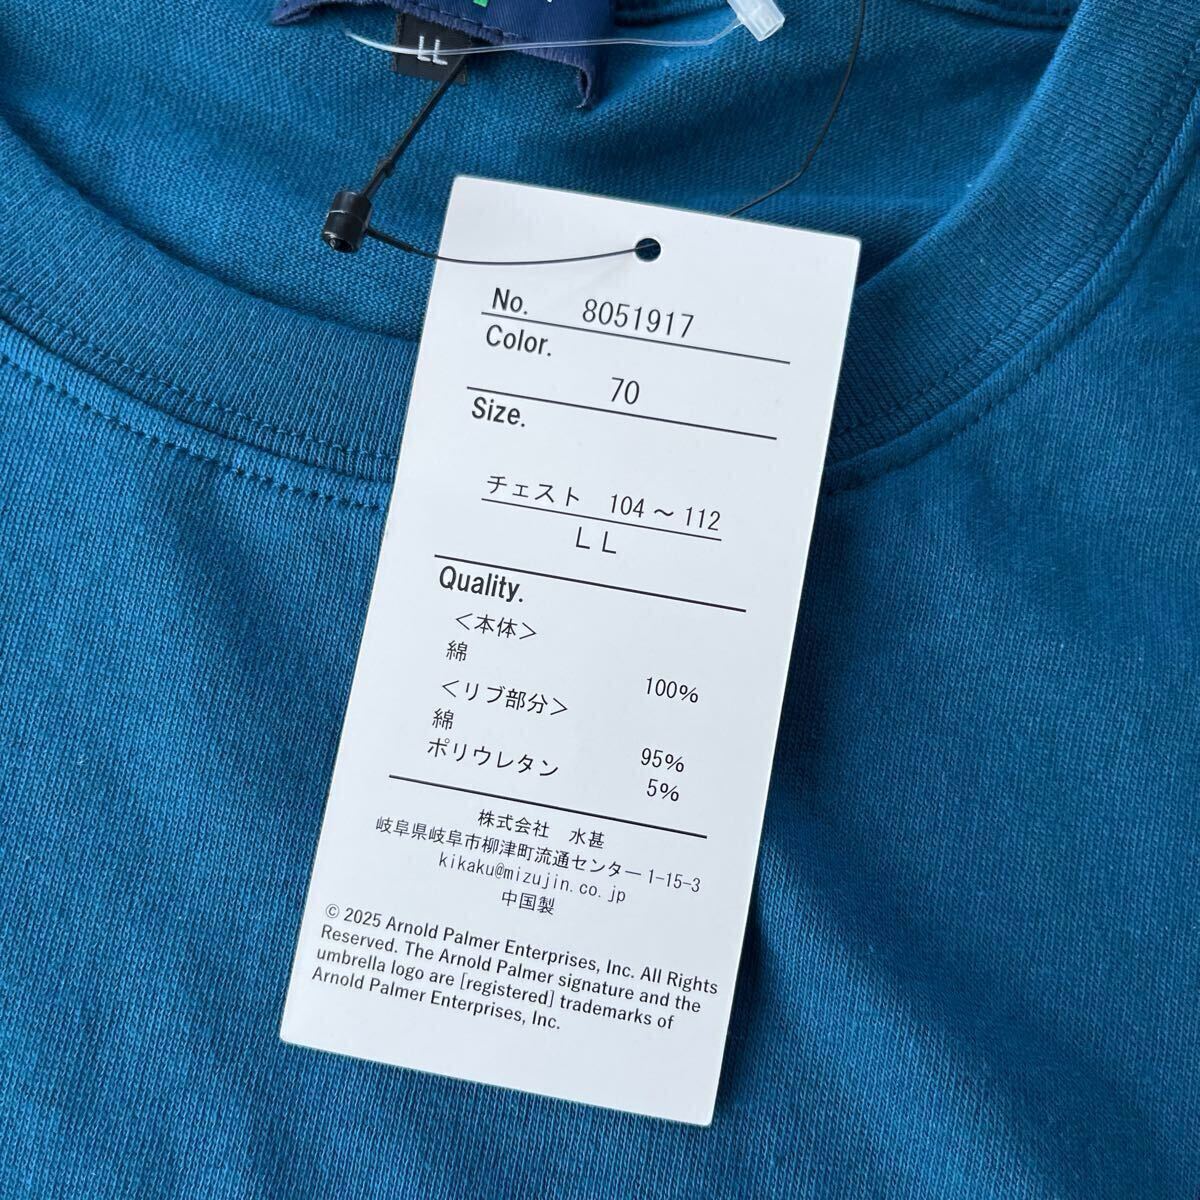 LL
No. 8051917
Color.
70
Size.
チェスト 104 ~ 112
LL
Quality.
<本体>
綿 100%
<リブ部分>
綿 95%
ポリウレタン 5%
株式会社 水甚
岐阜県岐阜市柳津町流通センター1-15-3
kikaku@mizujin.co.jp
中国製
© 2025 Arnold Palmer Enterprises, Inc. All Rights
Reserved. The Arnold Palmer signature and the
umbrella logo are [registered] trademarks of
Arnold Palmer Enterprises, Inc.